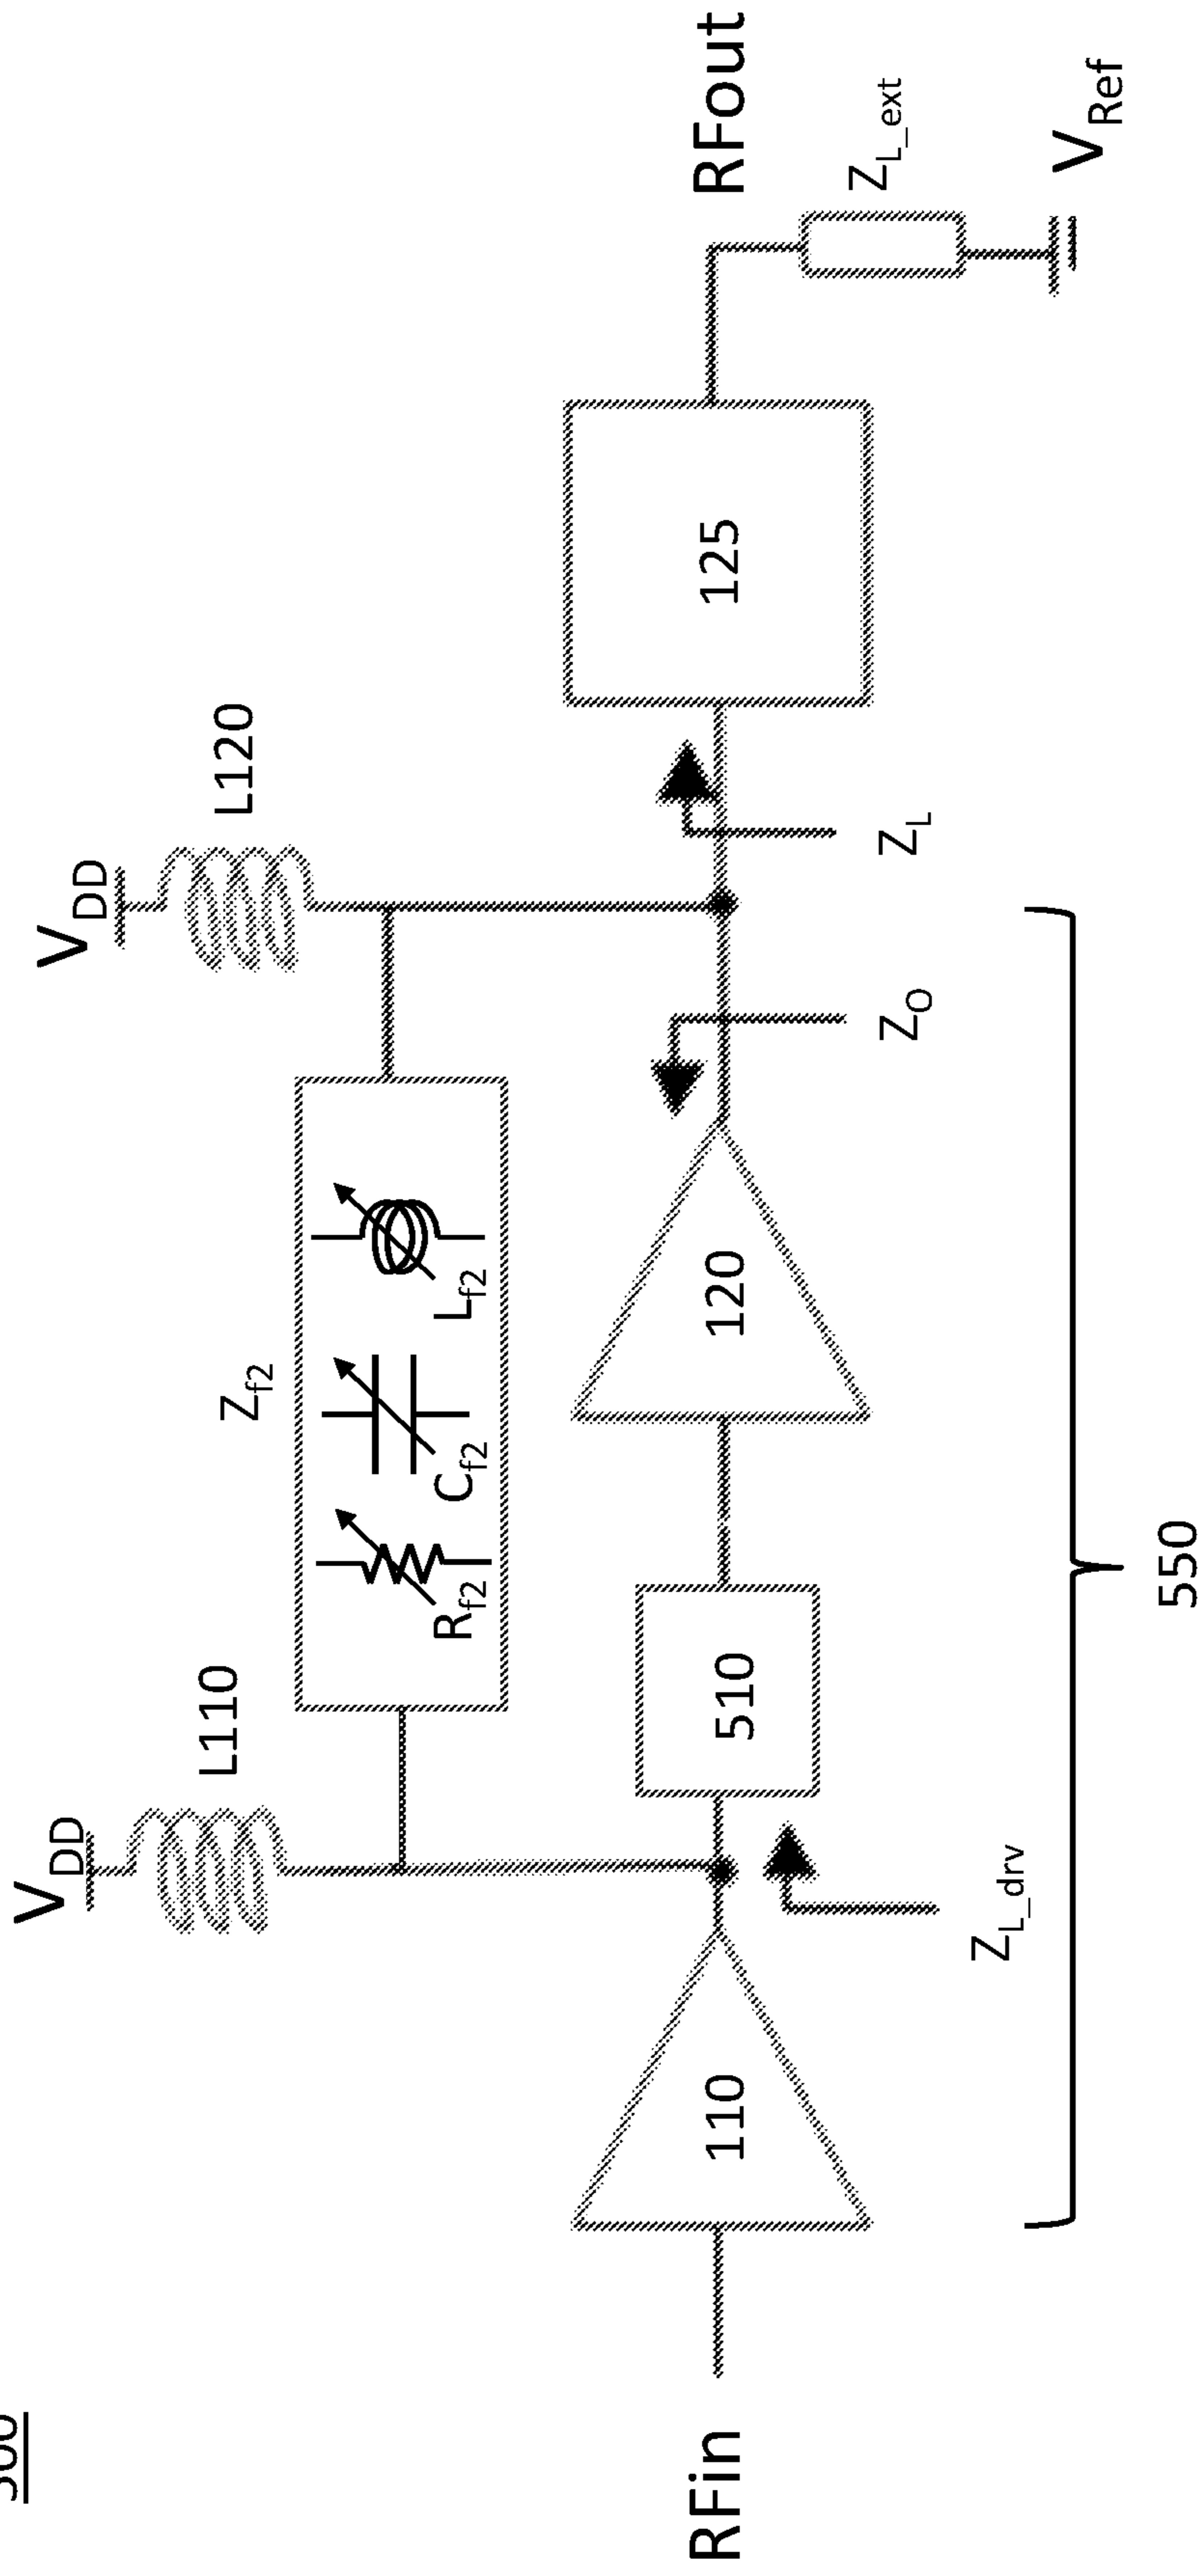 V_DD
V_DD
L110
L120
Z_f2
R_f2
C_f2
L_f2
RFin
110
510
120
125
RFout
Z_L_drv
Z_O
Z_L
Z_L_ext
V_Ref
550